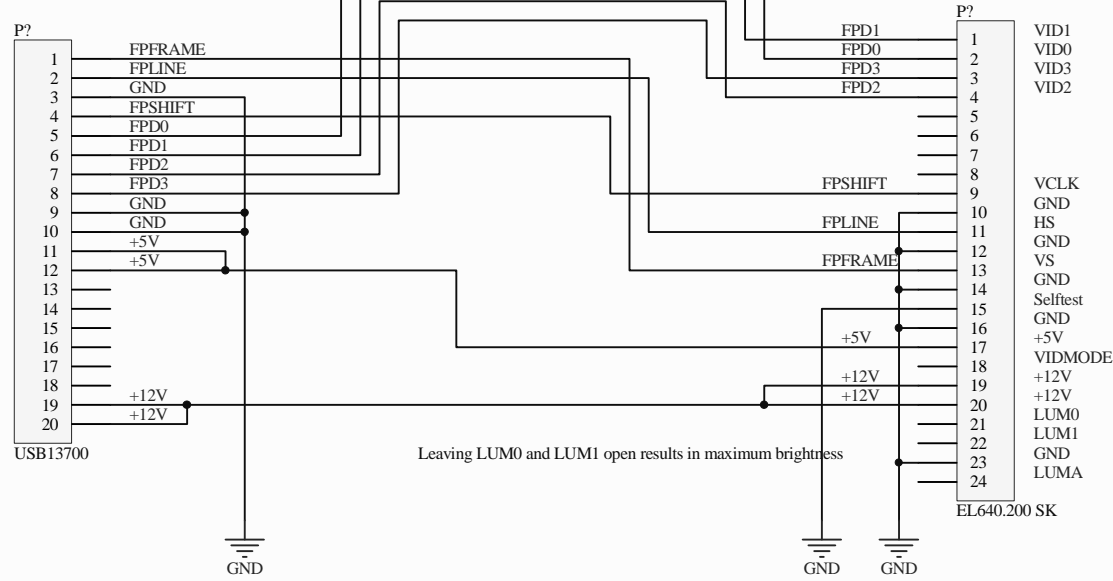 P?
1 FPFRAME
2 FPLINE
3 GND
4 FPSHIFT
5 FPD0
6 FPD1
7 FPD2
8 FPD3
9 GND
10 GND
11 +5V
12 +5V
13
14
15
16
17
18
19 +12V
20 +12V
USB13700
Leaving LUM0 and LUM1 open results in maximum brightness
GND
P?
FPD1 1 VID1
FPD0 2 VID0
FPD3 3 VID3
FPD2 4 VID2
5
6
7
8
FPSHIFT 9 VCLK
10 GND
FPLINE 11 HS
12 GND
FPFRAME 13 VS
14 GND
15 Selftest
16 GND
+5V 17 +5V
18 VIDMODE
+12V 19 +12V
+12V 20 +12V
21 LUM0
22 LUM1
23 GND
24 LUMA
EL640.200 SK
GND
GND